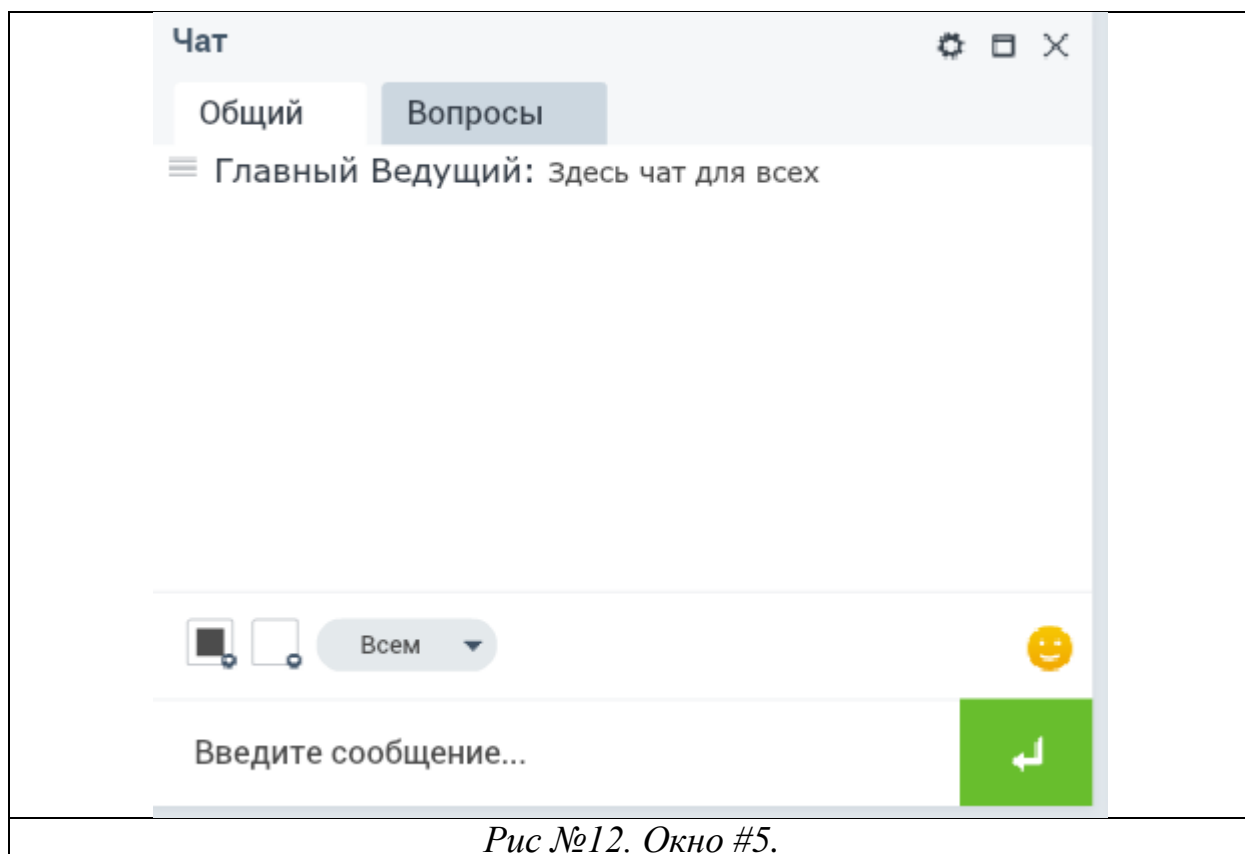 Чат
Общий Вопросы
Главный Ведущий: Здесь чат для всех
Всем
Введите сообщение...
Рис №12. Окно #5.